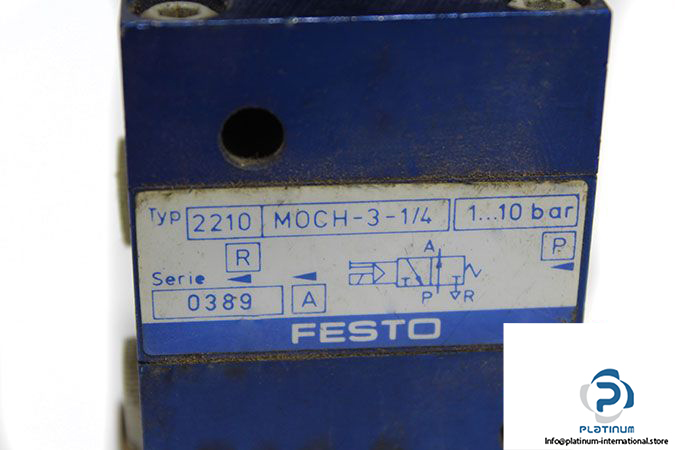 Typ 2210 MOCH-3-1/4 1...10 bar
R A P
Serie
0389 A P R
FESTO
PLATINUM
Info@platinum-international.store